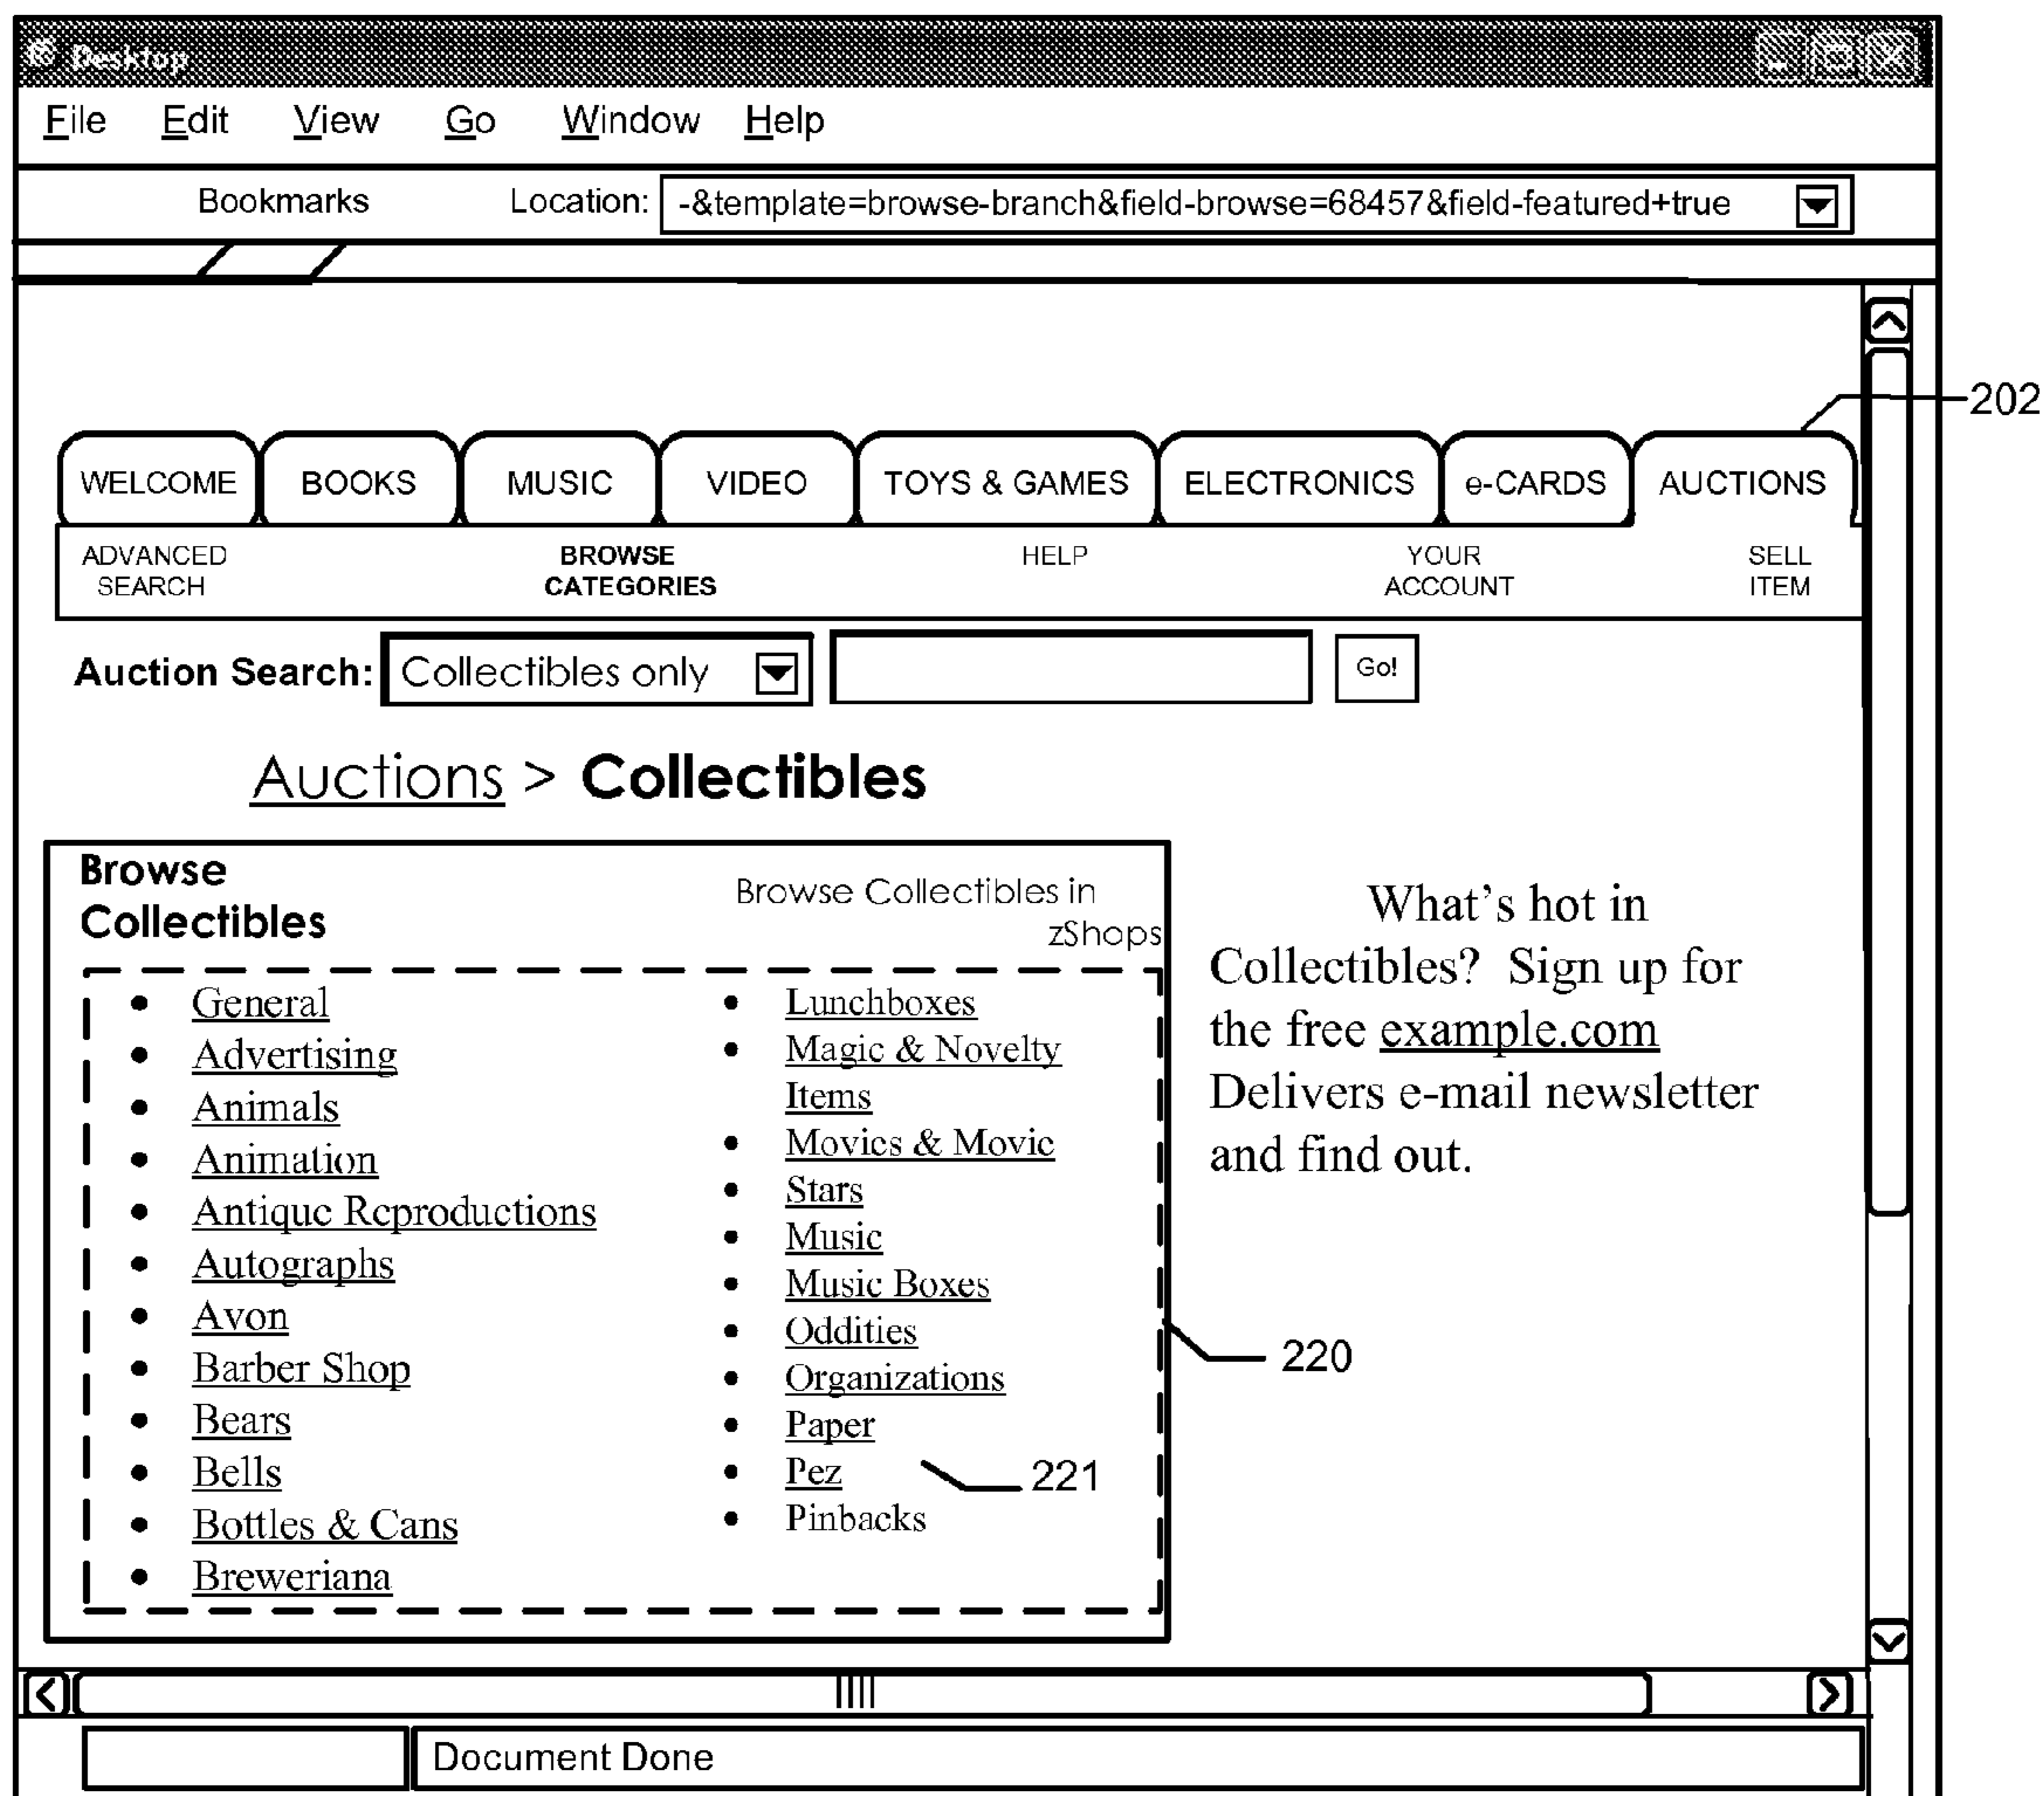 Desktop
File Edit View Go Window Help
Bookmarks Location: -&template=browse-branch&field-browse=68457&field-featured+true
202
WELCOME BOOKS MUSIC VIDEO TOYS & GAMES ELECTRONICS e-CARDS AUCTIONS
ADVANCED SEARCH BROWSE CATEGORIES HELP YOUR ACCOUNT SELL ITEM
Auction Search: Collectibles only Go!
Auctions > Collectibles
Browse
Collectibles
Browse Collectibles in
zShops
• General
• Advertising
• Animals
• Animation
• Antique Reproductions
• Autographs
• Avon
• Barber Shop
• Bears
• Bells
• Bottles & Cans
• Breweriana
• Lunchboxes
• Magic & Novelty
Items
• Movies & Movie
• Stars
• Music
• Music Boxes
• Oddities
• Organizations
• Paper
• Pez
• Pinbacks
221
220
What's hot in
Collectibles? Sign up for
the free example.com
Delivers e-mail newsletter
and find out.
Document Done